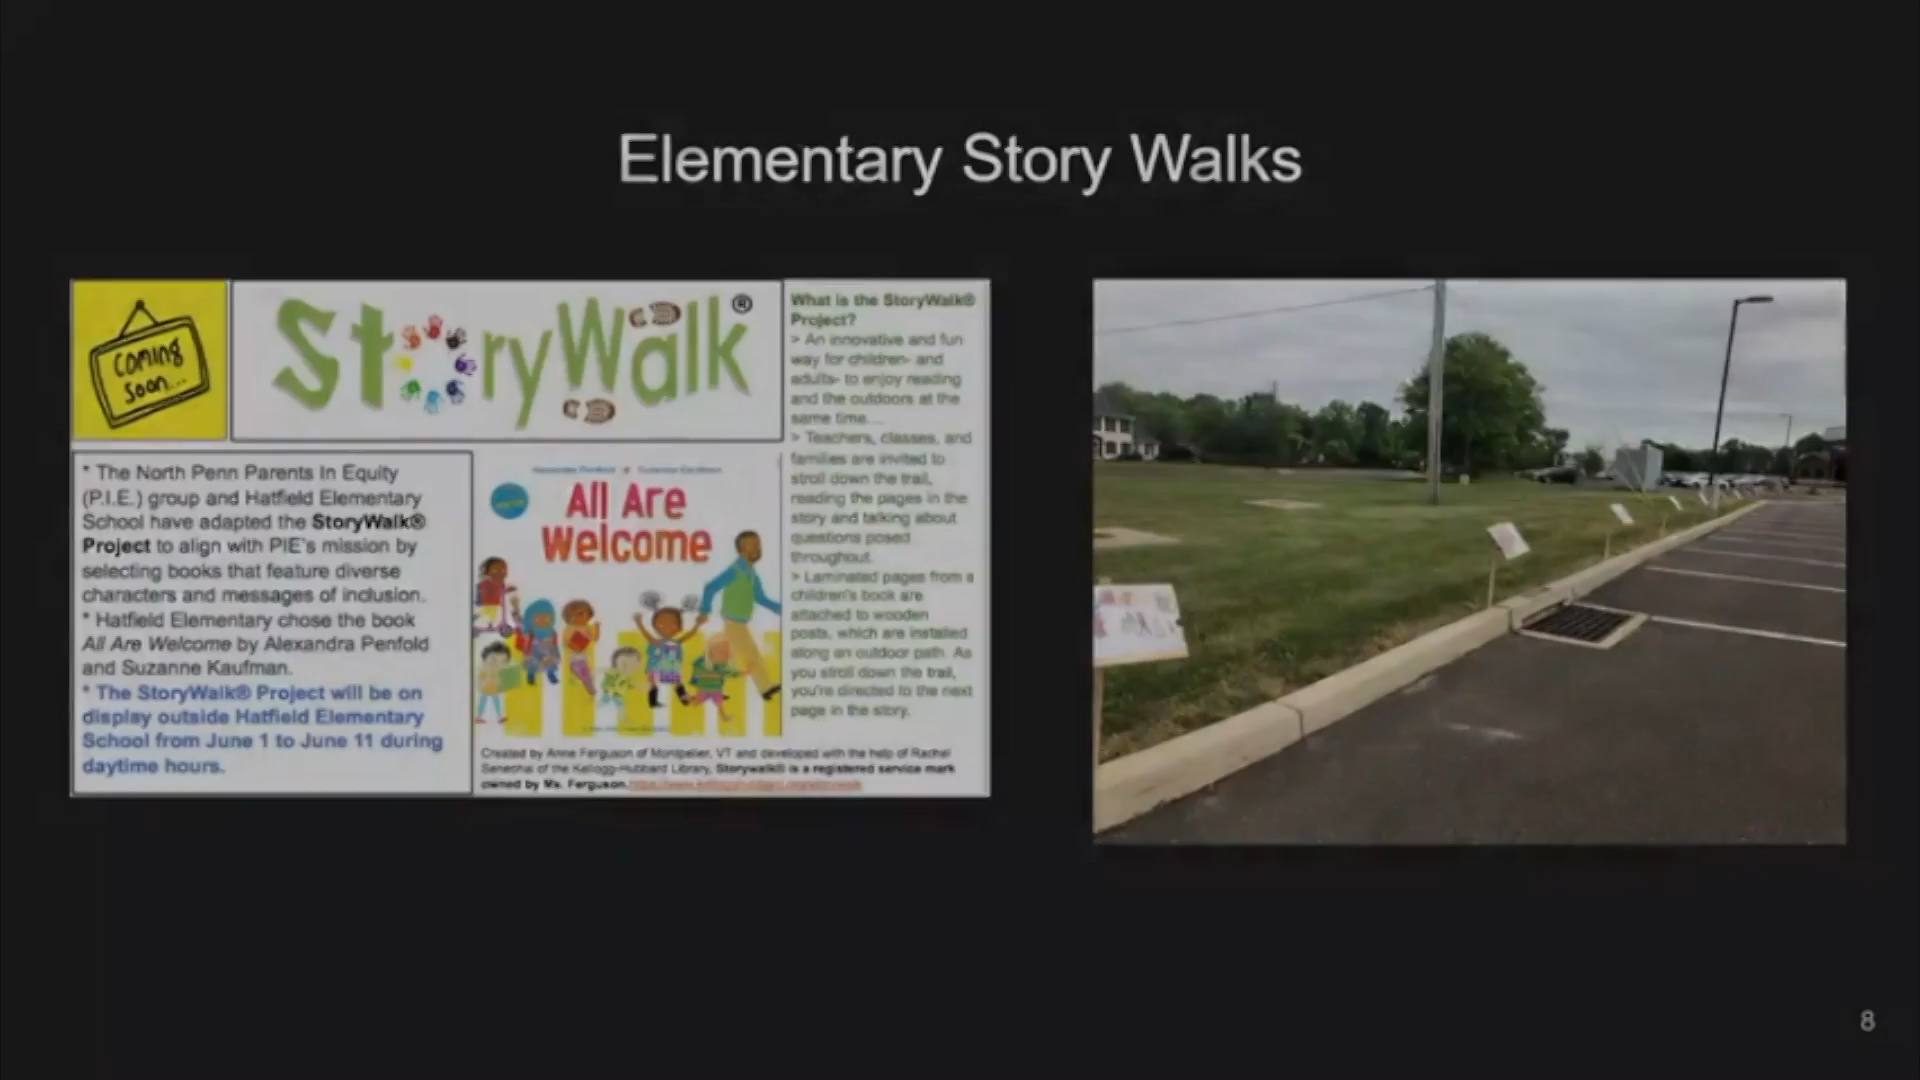 Elementary Story Walks
coming
soon...
StoryWalk®
* The North Penn Parents In Equity
(P.I.E.) group and Hatfield Elementary
School have adapted the StoryWalk®
Project to align with PIE's mission by
selecting books that feature diverse
characters and messages of inclusion.
* Hatfield Elementary chose the book
All Are Welcome by Alexandra Penfold
and Suzanne Kaufman.
* The StoryWalk® Project will be on
display outside Hatfield Elementary
School from June 1 to June 11 during
daytime hours.
All Are
Welcome
Created by Anne Ferguson of Montpelier, VT and developed with the help of Rachel
Senechal of the Kellogg-Hubbard Library, Storywalk® is a registered service mark
owned by Ms. Ferguson.
What is the StoryWalk®
Project?
> An innovative and fun
way for children- and
adults- to enjoy reading
and the outdoors at the
same time....
> Teachers, classes, and
families are invited to
stroll down the trail,
reading the pages in the
story and talking about
questions posed
throughout.
> Laminated pages from a
children's book are
attached to wooden
posts, which are installed
along an outdoor path. As
you stroll down the trail,
you're directed to the next
page in the story.
8